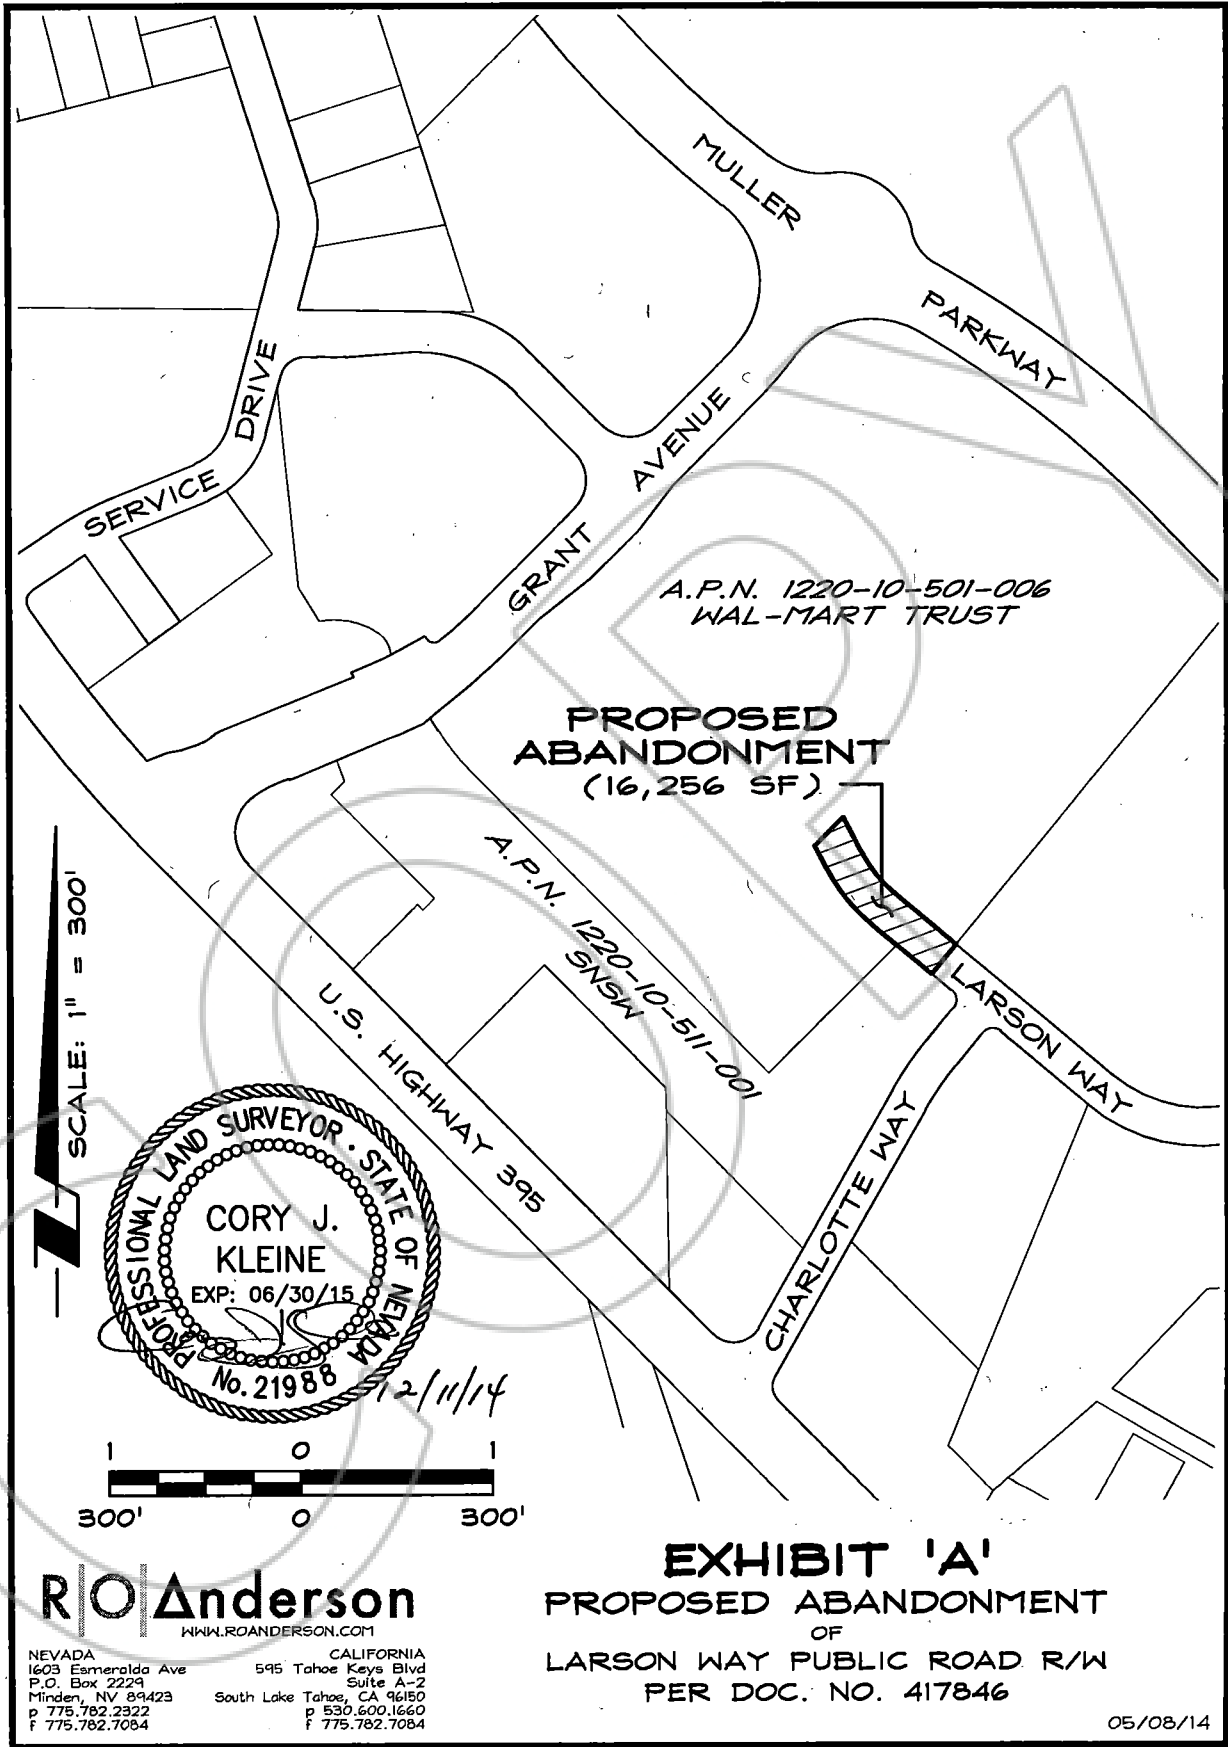 MULLER
PARKWAY
DRIVE
SERVICE
AVENUE
GRANT
A.P.N. 1220-10-501-006
WAL-MART TRUST
PROPOSED
ABANDONMENT
(16,256 SF)
A.P.N. 1220-10-511-001
SNSW
U.S. HIGHWAY 395
LARSON WAY
CHARLOTTE WAY
SCALE: 1" = 300'
PROFESSIONAL LAND SURVEYOR · STATE OF NEVADA
CORY J.
KLEINE
EXP: 06/30/15
No. 21988
12/11/14
1 0 1
300' 0 300'
R|O|Anderson
WWW.ROANDERSON.COM
NEVADA
1603 Esmeralda Ave
P.O. Box 2229
Minden, NV 89423
p 775.782.2322
f 775.782.7084
CALIFORNIA
595 Tahoe Keys Blvd
Suite A-2
South Lake Tahoe, CA 96150
p 530.600.1660
f 775.782.7084
EXHIBIT 'A'
PROPOSED ABANDONMENT
OF
LARSON WAY PUBLIC ROAD R/W
PER DOC. NO. 417846
05/08/14
COPY